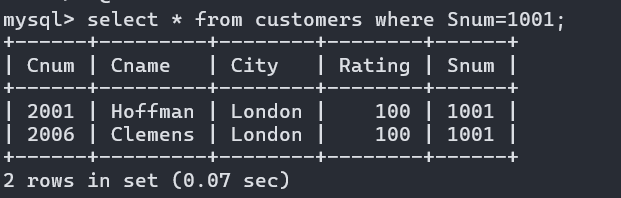 mysql> select * from customers where Snum=1001;
+------+---------+--------+--------+------+
| Cnum | Cname   | City   | Rating | Snum |
+------+---------+--------+--------+------+
| 2001 | Hoffman | London |    100 | 1001 |
| 2006 | Clemens | London |    100 | 1001 |
+------+---------+--------+--------+------+
2 rows in set (0.07 sec)